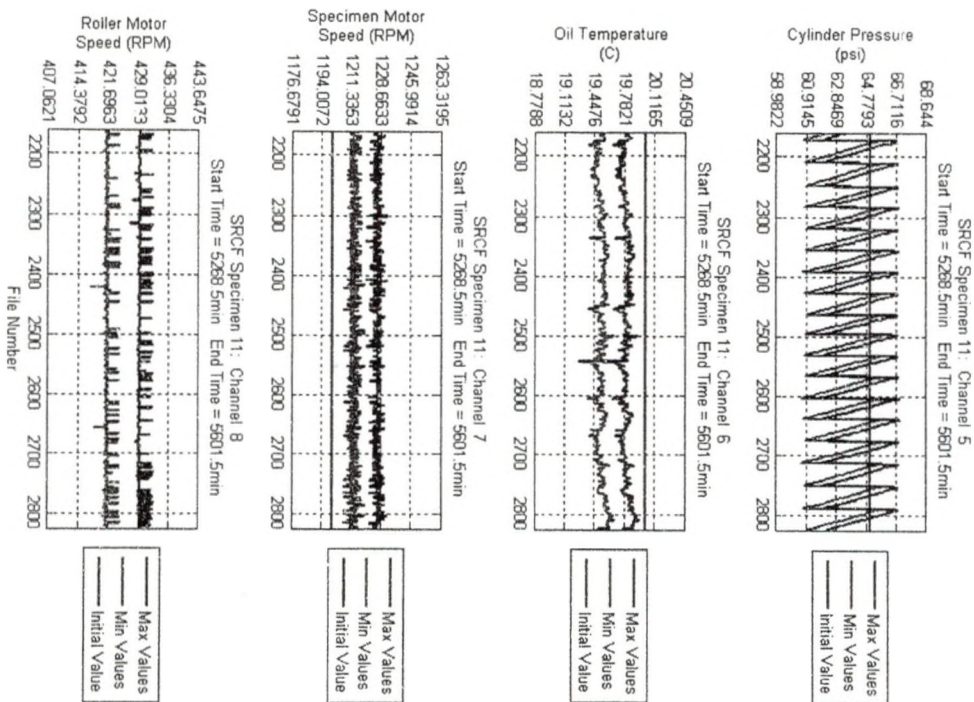 SRCF Specimen 11: Channel 5
Start Time = 5268.5min End Time = 5601.5min
Cylinder Pressure
(psi)
68.644
66.7116
64.7793
62.8469
60.9145
58.9822
2200
2300
2400
2500
2600
2700
2800
Max Values
Min Values
Initial Value
SRCF Specimen 11: Channel 6
Start Time = 5268.5min End Time = 5601.5min
Oil Temperature
(C)
20.4509
20.1165
19.7821
19.4476
19.1132
18.7788
2200
2300
2400
2500
2600
2700
2800
Max Values
Min Values
Initial Value
SRCF Specimen 11: Channel 7
Start Time = 5268.5min End Time = 5601.5min
Specimen Motor
Speed (RPM)
1263.3195
1245.9914
1228.6633
1211.3353
1194.0072
1176.6791
2200
2300
2400
2500
2600
2700
2800
Max Values
Min Values
Initial Value
SRCF Specimen 11: Channel 8
Start Time = 5268.5min End Time = 5601.5min
Roller Motor
Speed (RPM)
443.6475
436.3304
429.0133
421.6963
414.3792
407.0621
2200
2300
2400
2500
2600
2700
2800
File Number
Max Values
Min Values
Initial Value